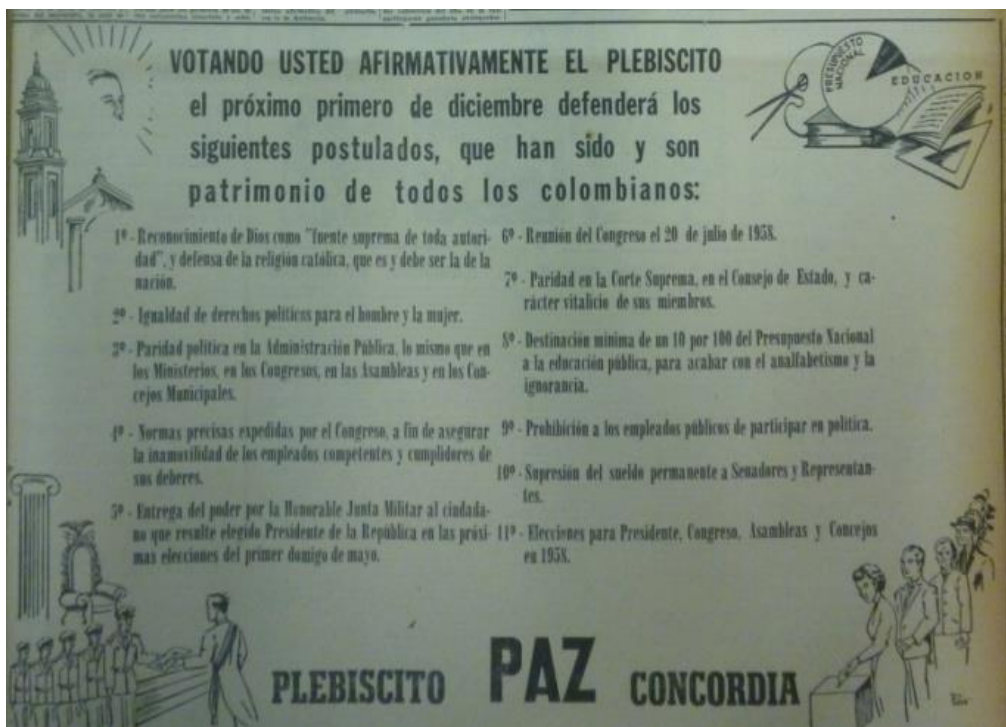 VOTANDO USTED AFIRMATIVAMENTE EL PLEBISCITO
el próximo primero de diciembre defenderá los
siguientes postulados, que han sido y son
patrimonio de todos los colombianos:
PRESUPUESTO
NACIONAL
EDUCACION
1º - Reconocimiento de Dios como "fuente suprema de toda autori-
dad", y defensa de la religión católica, que es y debe ser la de la
nación.
2º - Igualdad de derechos políticos para el hombre y la mujer.
3º - Paridad política en la Administración Pública, lo mismo que en
los Ministerios, en los Congresos, en las Asambleas y en los Con-
cejos Municipales.
4º - Normas precisas expedidas por el Congreso, a fin de asegurar
la inamovilidad de los empleados competentes y cumplidores de
sus deberes.
5º - Entrega del poder por la Honorable Junta Militar al ciudada-
no que resulte elegido Presidente de la República en las próxi-
mas elecciones del primer domigo de mayo.
6º - Reunión del Congreso el 20 de julio de 1958.
7º - Paridad en la Corte Suprema, en el Consejo de Estado, y ca-
rácter vitalicio de sus miembros.
8º - Destinación mínima de un 10 por 100 del Presupuesto Nacional
a la educación pública, para acabar con el analfabetismo y la
ignorancia.
9º - Prohibición a los empleados públicos de participar en política.
10º - Supresión del sueldo permanente a Senadores y Representan-
tes.
11º - Elecciones para Presidente, Congreso, Asambleas y Concejos
en 1958.
PLEBISCITO PAZ CONCORDIA